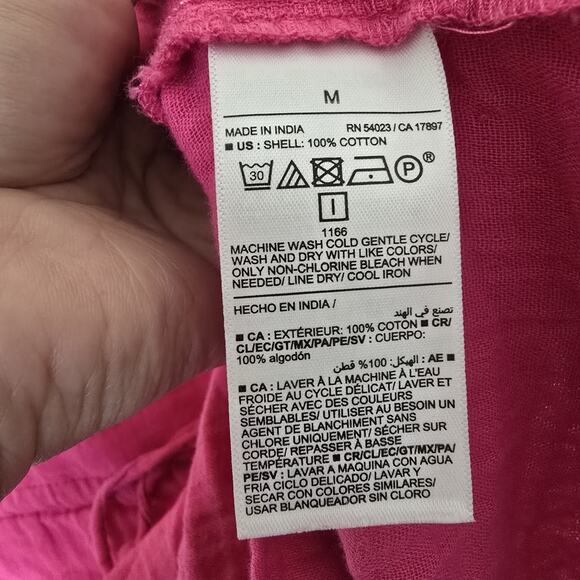 M
MADE IN INDIA RN 54023 / CA 17897
■ US : SHELL: 100% COTTON
30 P®
1166
MACHINE WASH COLD GENTLE CYCLE/
WASH AND DRY WITH LIKE COLORS/
ONLY NON-CHLORINE BLEACH WHEN
NEEDED/ LINE DRY/ COOL IRON
HECHO EN INDIA /
تصنع في الهند
■ CA : EXTÉRIEUR: 100% COTON ■ CR/
CL/EC/GT/MX/PA/PE/SV : CUERPO:
100% algodón
■ AE : الهيكل: 100% قطن
■ CA : LAVER À LA MACHINE À L'EAU
FROIDE AU CYCLE DÉLICAT/ LAVER ET
SÉCHER AVEC DES COULEURS
SEMBLABLES/ UTILISER AU BESOIN UN
AGENT DE BLANCHIMENT SANS
CHLORE UNIQUEMENT/ SÉCHER SUR
CORDE/ REPASSER À BASSE
TEMPÉRATURE ■ CR/CL/EC/GT/MX/PA/
PE/SV : LAVAR A MAQUINA CON AGUA
FRIA CICLO DELICADO/ LAVAR Y
SECAR CON COLORES SIMILARES/
USAR BLANQUEADOR SIN CLORO